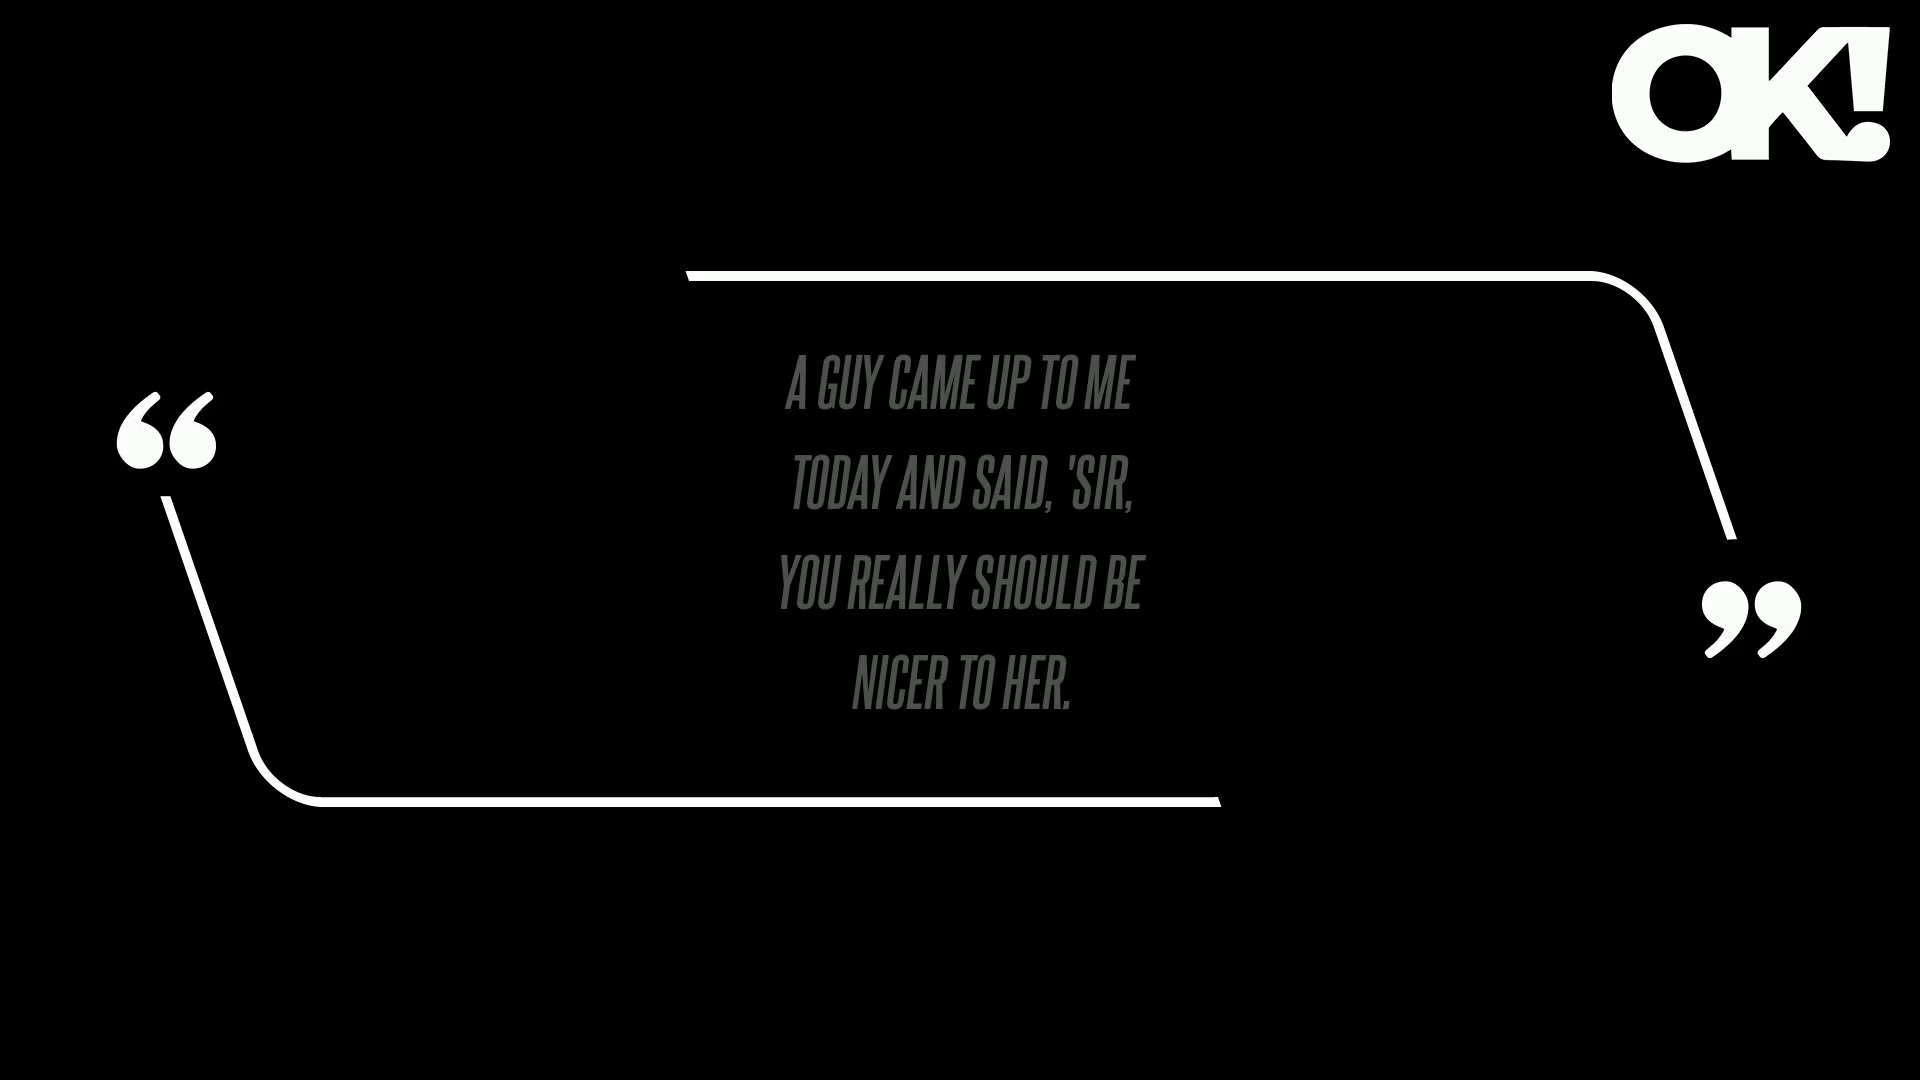 OK!
“
A GUY CAME UP TO ME
TODAY AND SAID, 'SIR,
YOU REALLY SHOULD BE
NICER TO HER.
”